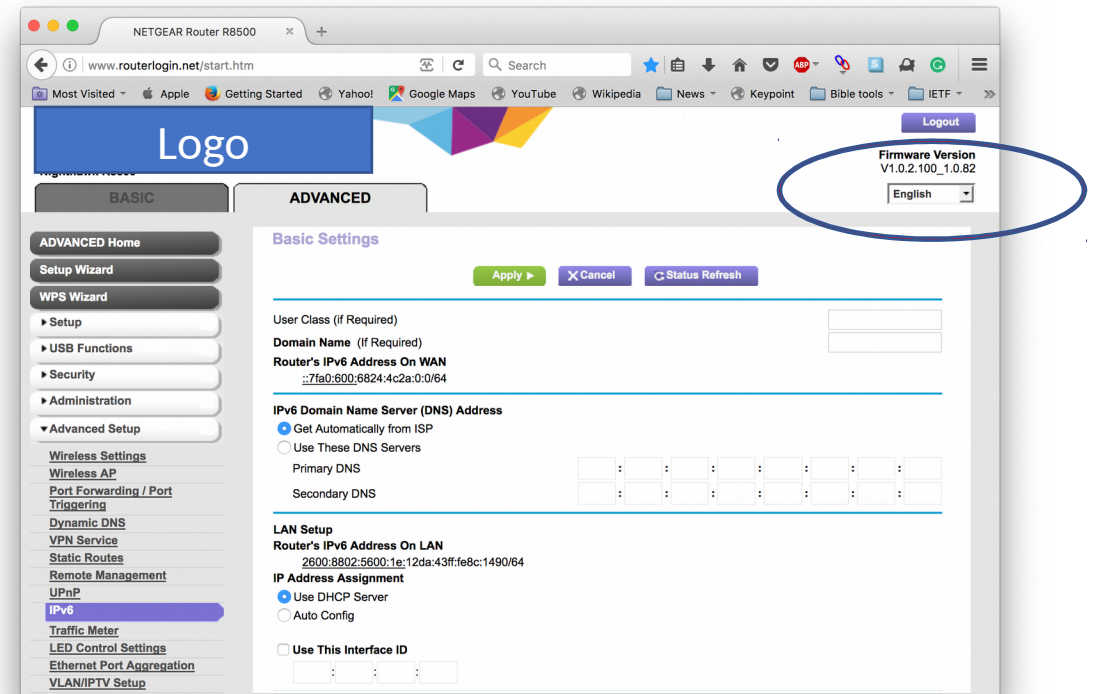 NETGEAR Router R8500
www.routerlogin.net/start.htm
Search
ABP
S
G
Most Visited
Apple
Getting Started
Yahoo!
Google Maps
YouTube
Wikipedia
News
Keypoint
Bible tools
IETF
Logo
Logout
Firmware Version
V1.0.2.100_1.0.82
English
BASIC
ADVANCED
ADVANCED Home
Setup Wizard
WPS Wizard
Setup
USB Functions
Security
Administration
Advanced Setup
Wireless Settings
Wireless AP
Port Forwarding / Port
Triggering
Dynamic DNS
VPN Service
Static Routes
Remote Management
UPnP
IPv6
Traffic Meter
LED Control Settings
Ethernet Port Aggregation
VLAN/IPTV Setup
Basic Settings
Apply
Cancel
Status Refresh
User Class (if Required)
Domain Name (If Required)
Router's IPv6 Address On WAN
::7fa0:600:6824:4c2a:0:0/64
IPv6 Domain Name Server (DNS) Address
Get Automatically from ISP
Use These DNS Servers
Primary DNS : : : : : : :
Secondary DNS : : : : : : :
LAN Setup
Router's IPv6 Address On LAN
2600:8802:5600:1e:12da:43ff:fe8c:1490/64
IP Address Assignment
Use DHCP Server
Auto Config
Use This Interface ID
: : :